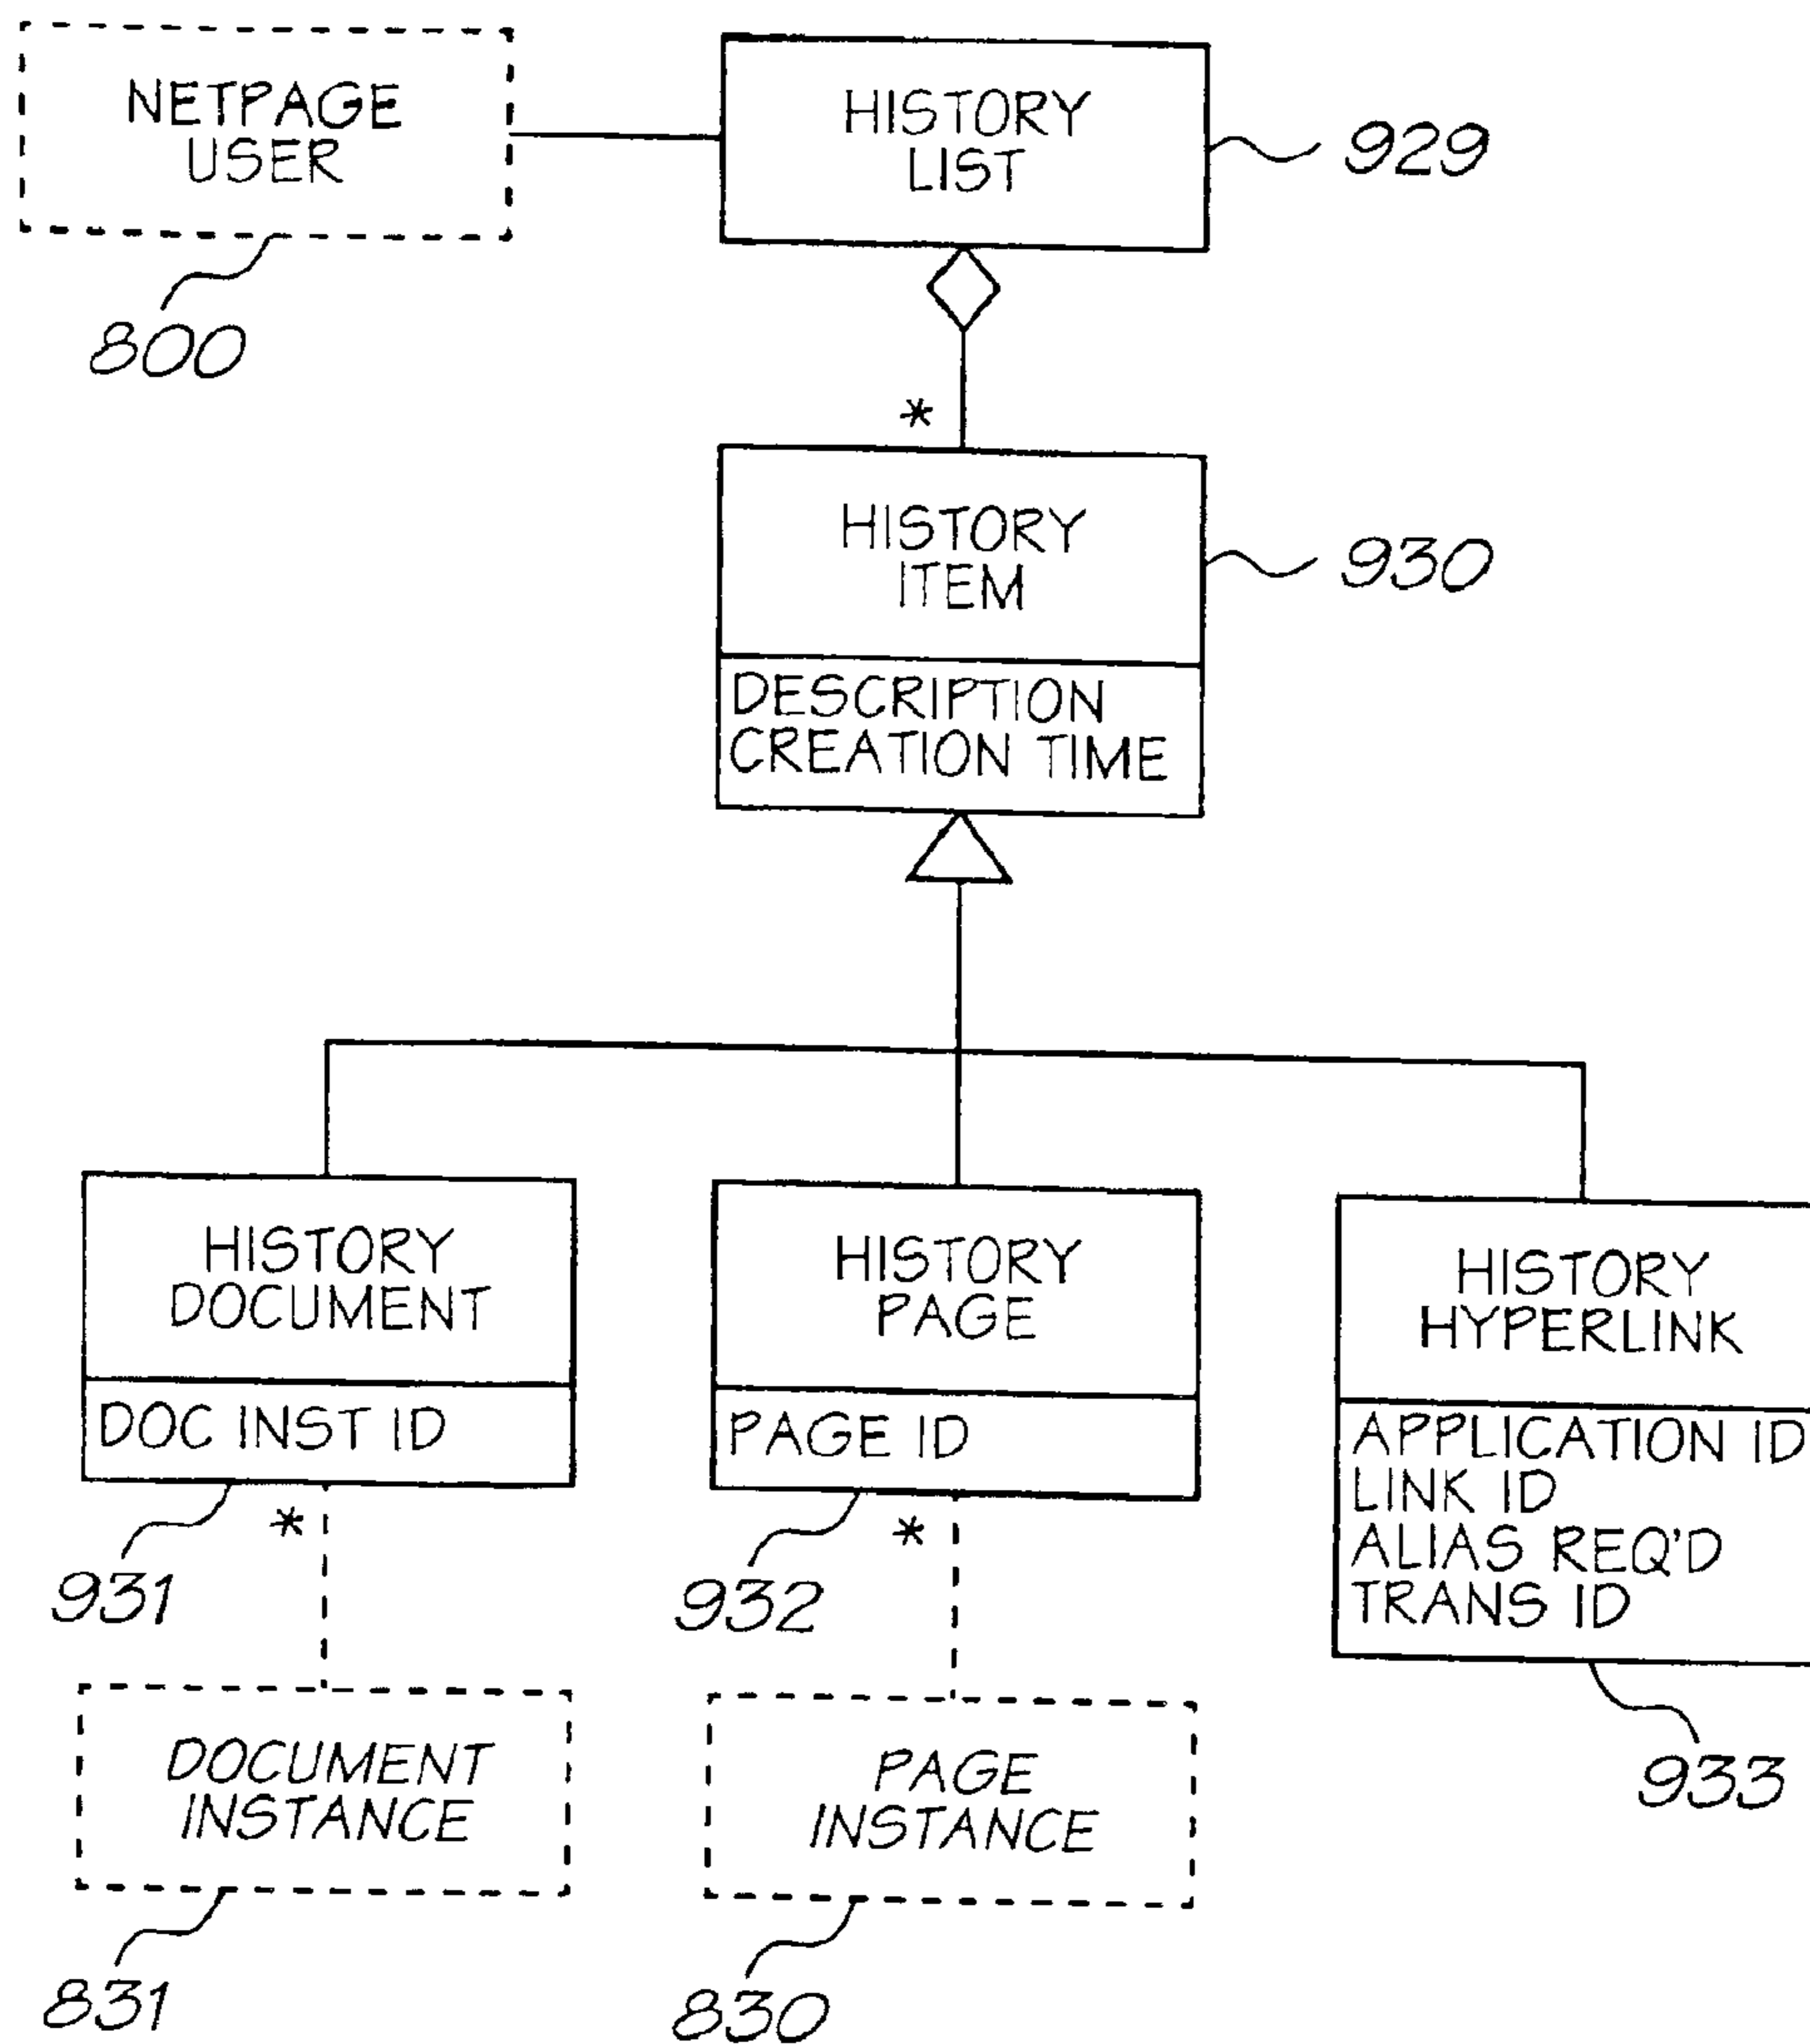 NETPAGE
USER
800
HISTORY
LIST
929
*
HISTORY
ITEM
930
DESCRIPTION
CREATION TIME
HISTORY
DOCUMENT
DOC INST ID
931
*
HISTORY
PAGE
PAGE ID
932
*
HISTORY
HYPERLINK
APPLICATION ID
LINK ID
ALIAS REQ'D
TRANS ID
933
DOCUMENT
INSTANCE
831
PAGE
INSTANCE
830